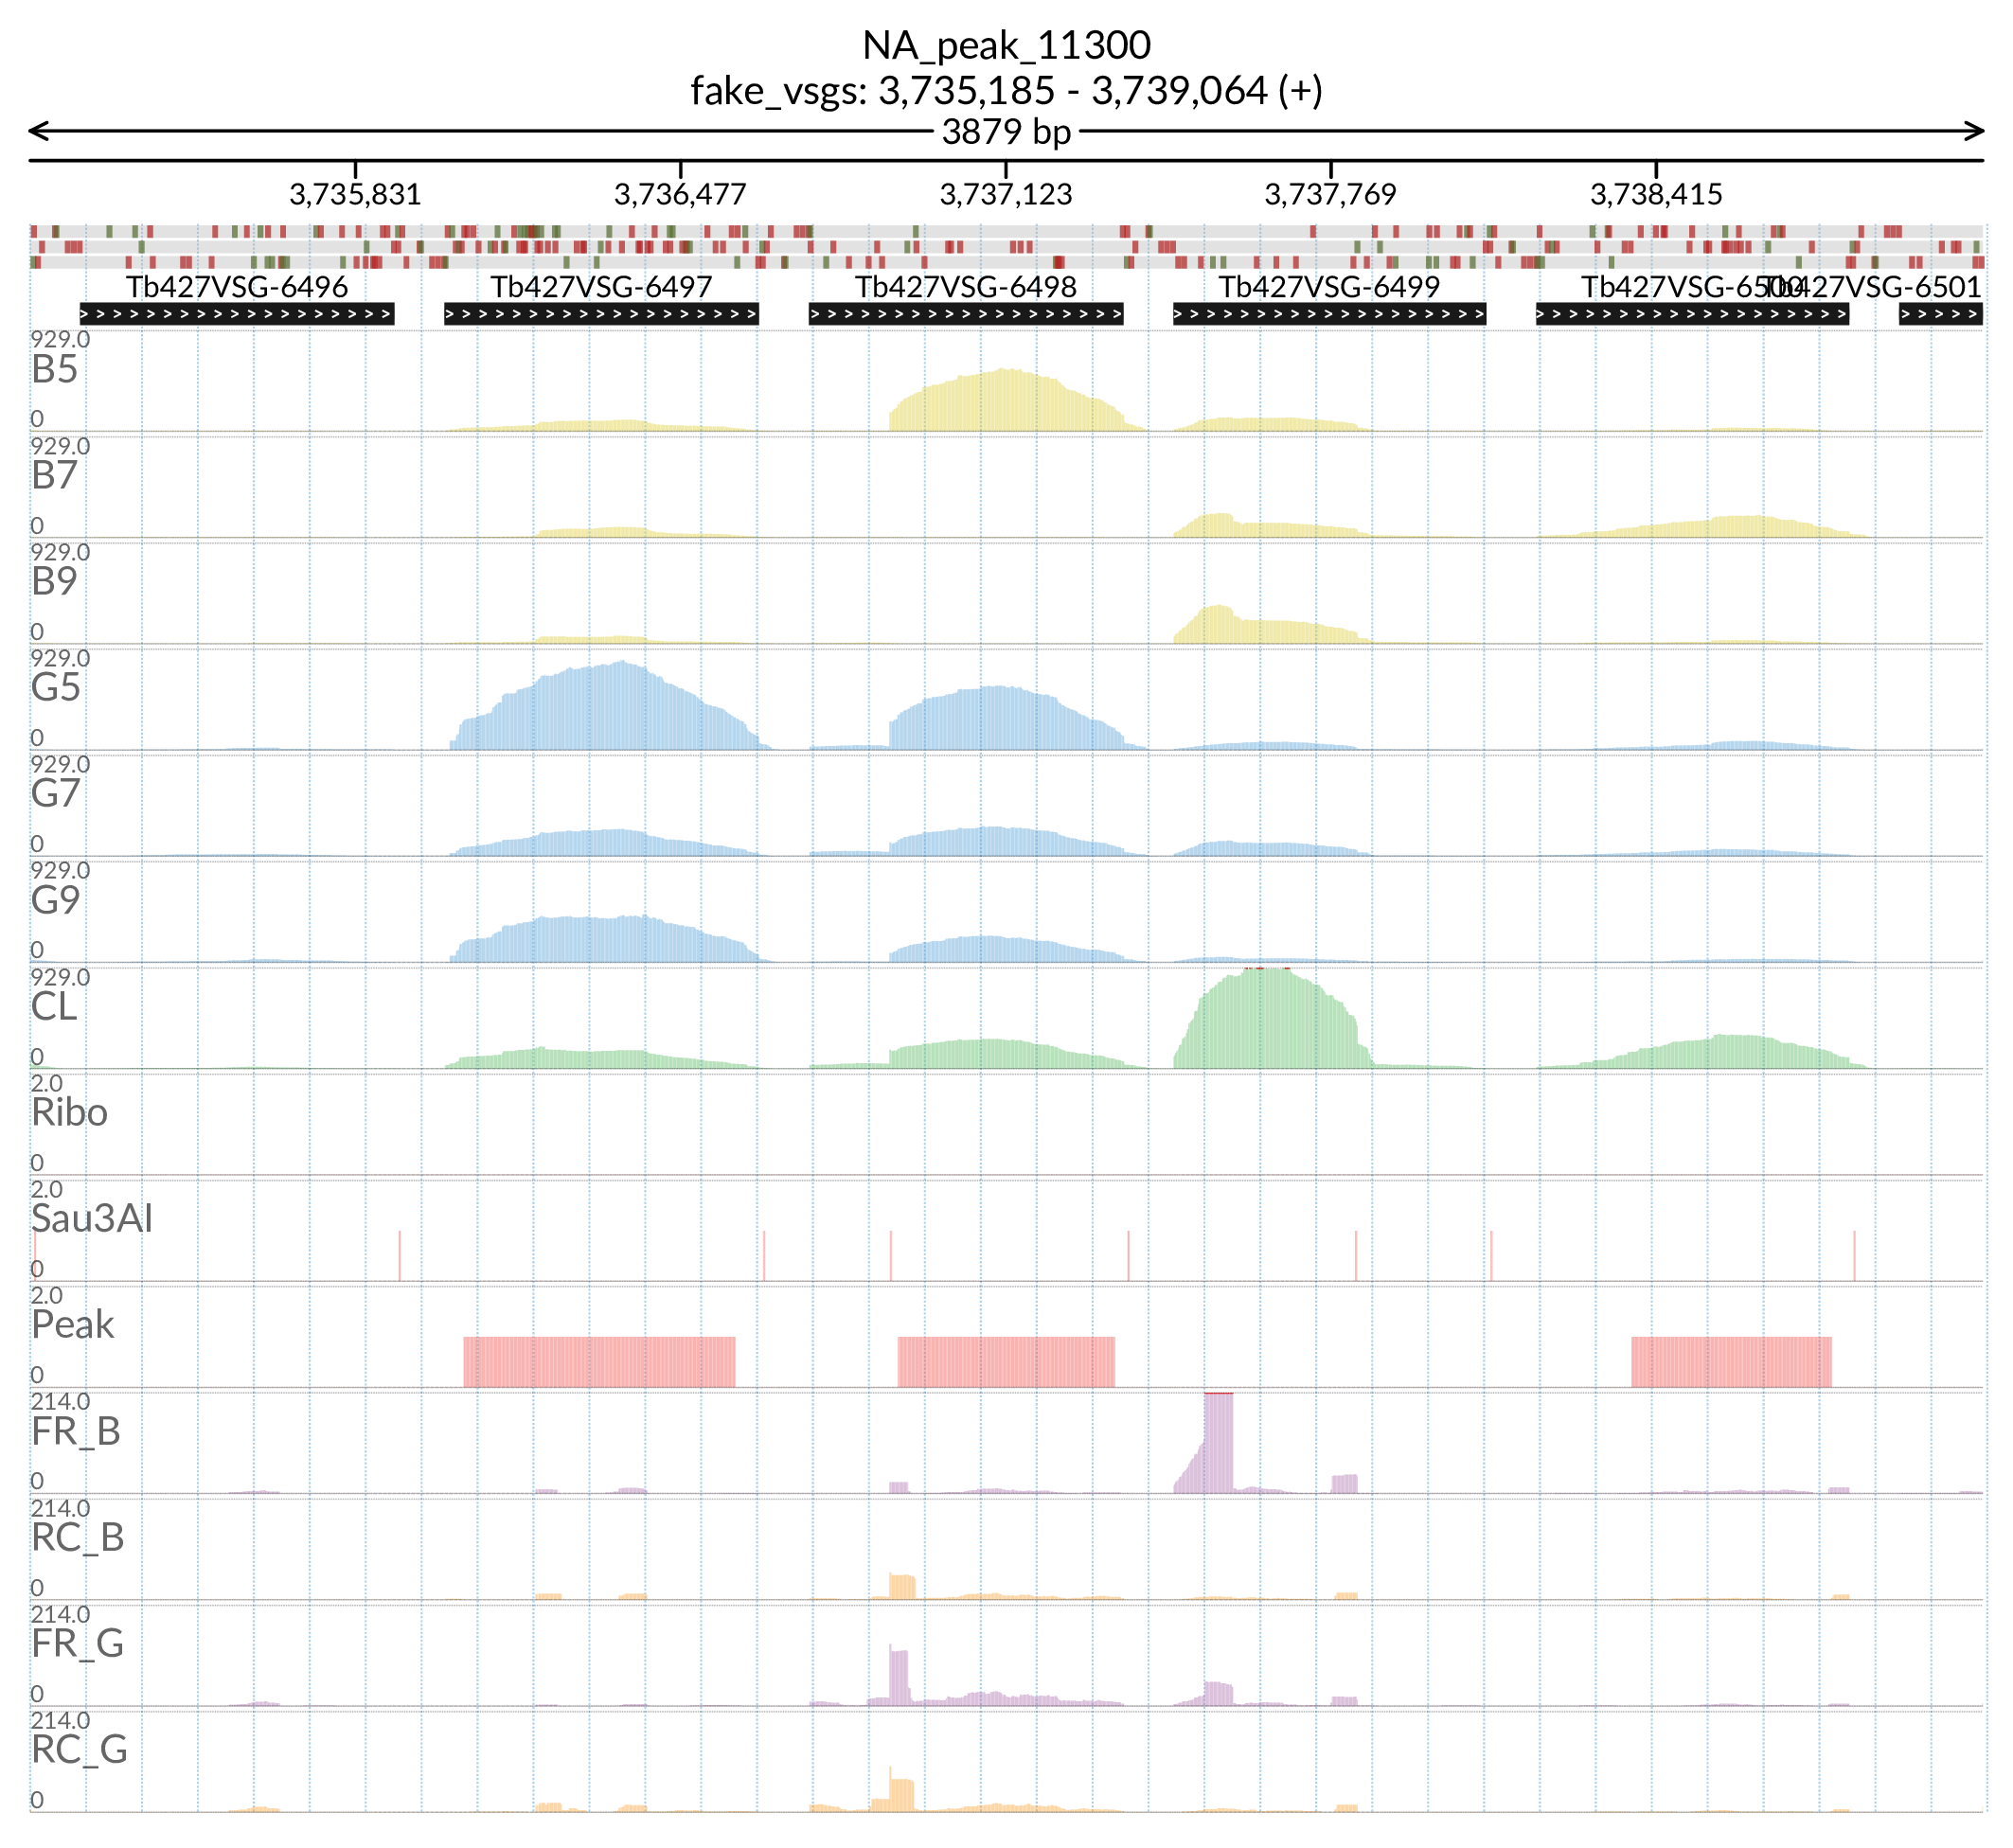 NA_peak_11300
fake_vsgs: 3,735,185 - 3,739,064 (+)
3879 bp
3,735,831 3,736,477 3,737,123 3,737,769 3,738,415
Tb427VSG-6496 Tb427VSG-6497 Tb427VSG-6498 Tb427VSG-6499 Tb427VSG-6500 Tb427VSG-6501
929.0
B5
0
929.0
B7
0
929.0
B9
0
929.0
G5
0
929.0
G7
0
929.0
G9
0
929.0
CL
0
2.0
Ribo
0
2.0
Sau3AI
0
2.0
Peak
0
214.0
FR_B
0
214.0
RC_B
0
214.0
FR_G
0
214.0
RC_G
0